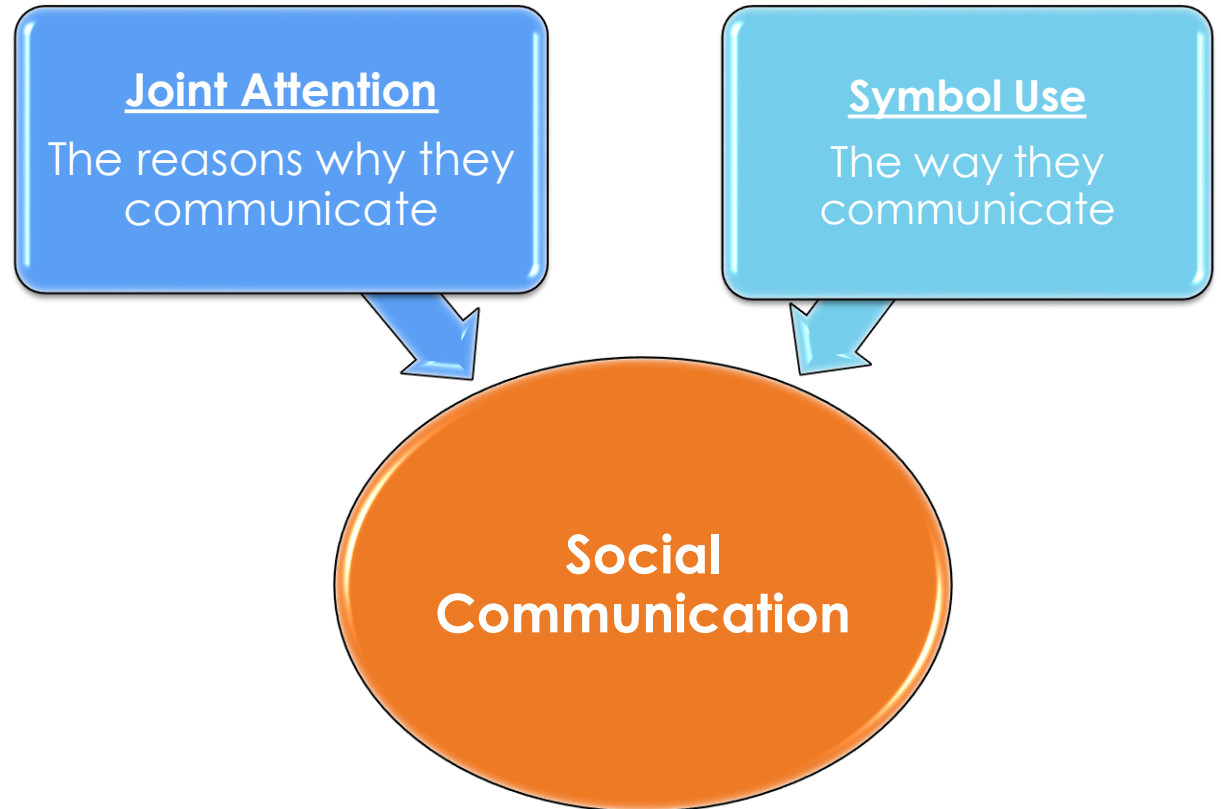 Joint Attention
The reasons why they
communicate
Symbol Use
The way they
communicate
Social
Communication